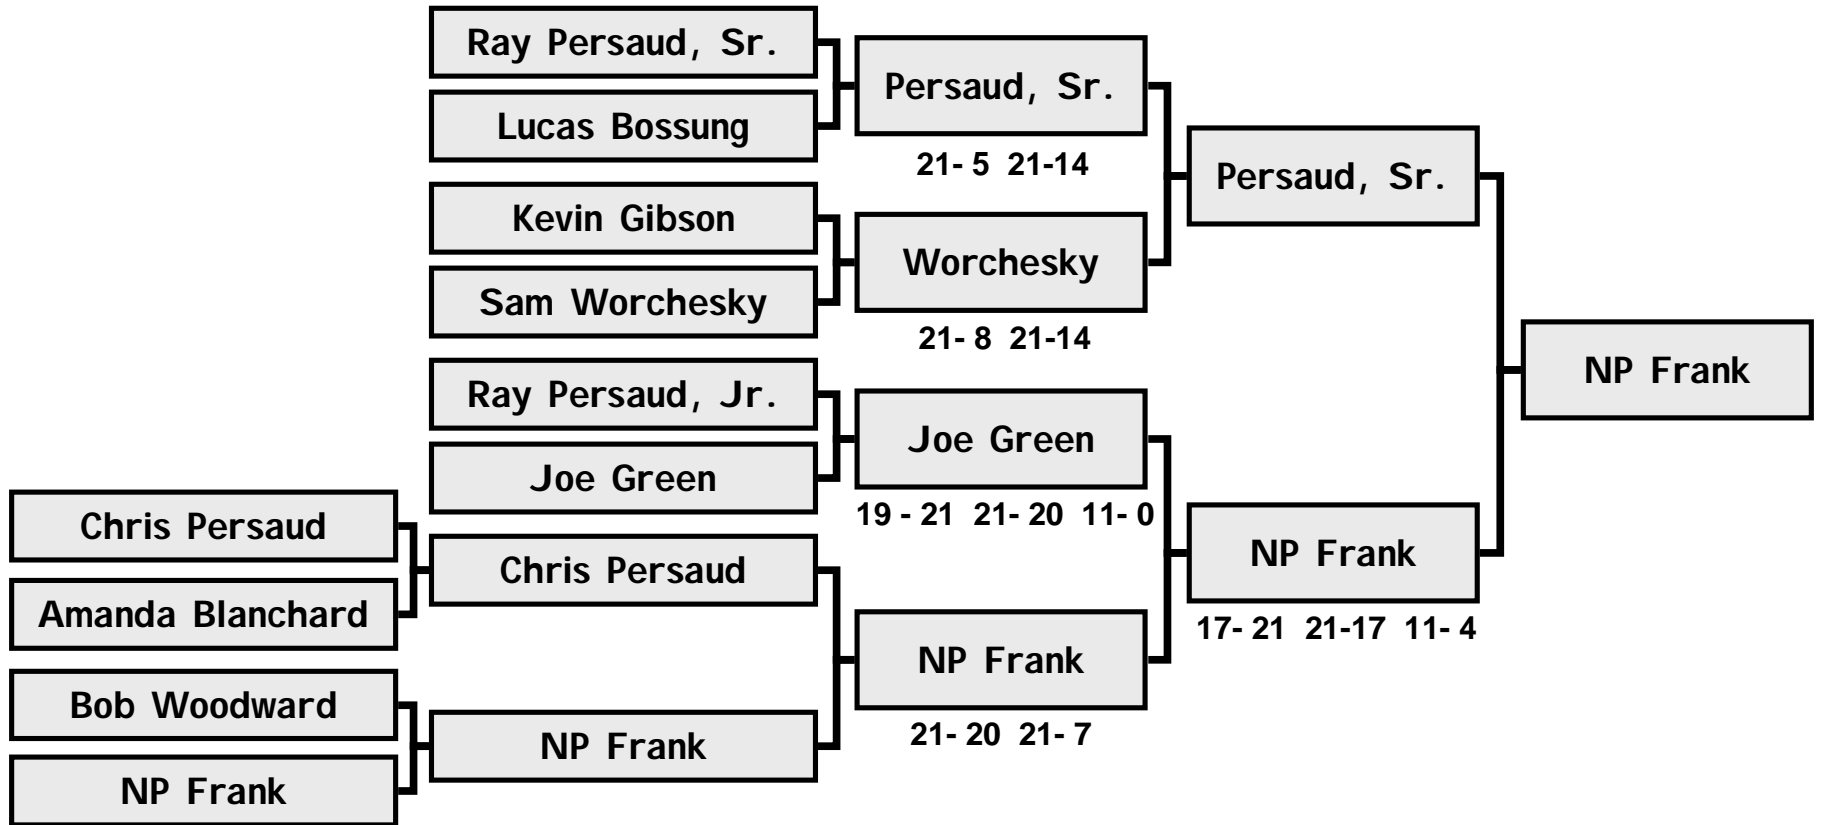 Ray Persaud, Sr.
Lucas Bossung
Persaud, Sr.
21- 5 21-14
Persaud, Sr.
Kevin Gibson
Sam Worchesky
Worchesky
21- 8 21-14
NP Frank
Ray Persaud, Jr.
Joe Green
Joe Green
19 - 21 21- 20 11- 0
Chris Persaud
Amanda Blanchard
Chris Persaud
NP Frank
17- 21 21-17 11- 4
Bob Woodward
NP Frank
NP Frank
NP Frank
21- 20 21- 7